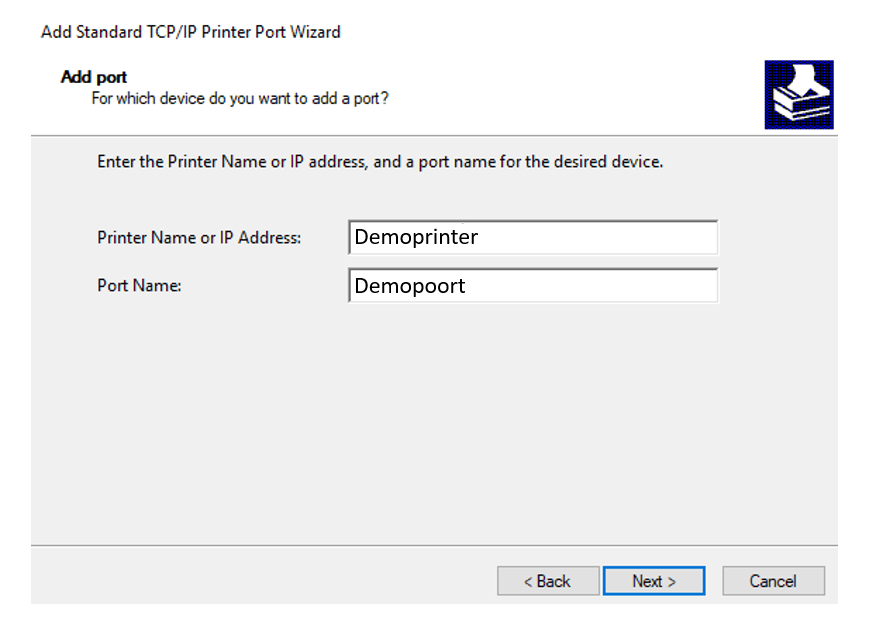 Add Standard TCP/IP Printer Port Wizard
Add port
For which device do you want to add a port?
Enter the Printer Name or IP address, and a port name for the desired device.
Printer Name or IP Address: Demoprinter
Port Name: Demopoort
< Back Next > Cancel